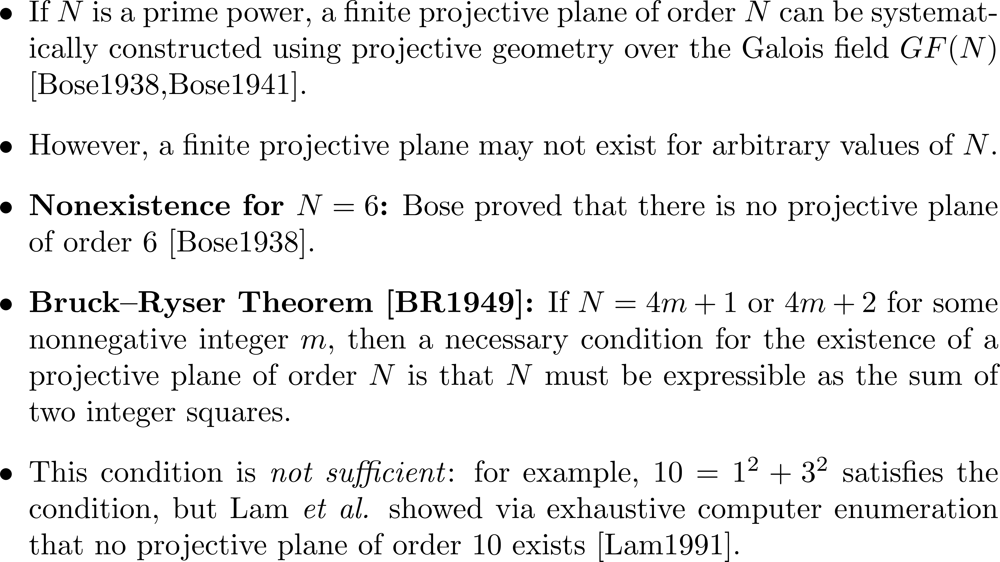 • If N is a prime power, a finite projective plane of order N can be systemat-
ically constructed using projective geometry over the Galois field GF(N)
[Bose1938,Bose1941].
• However, a finite projective plane may not exist for arbitrary values of N.
• Nonexistence for N = 6: Bose proved that there is no projective plane
of order 6 [Bose1938].
• Bruck–Ryser Theorem [BR1949]: If N = 4m + 1 or 4m + 2 for some
nonnegative integer m, then a necessary condition for the existence of a
projective plane of order N is that N must be expressible as the sum of
two integer squares.
• This condition is not sufficient: for example, 10 = 1² + 3² satisfies the
condition, but Lam et al. showed via exhaustive computer enumeration
that no projective plane of order 10 exists [Lam1991].